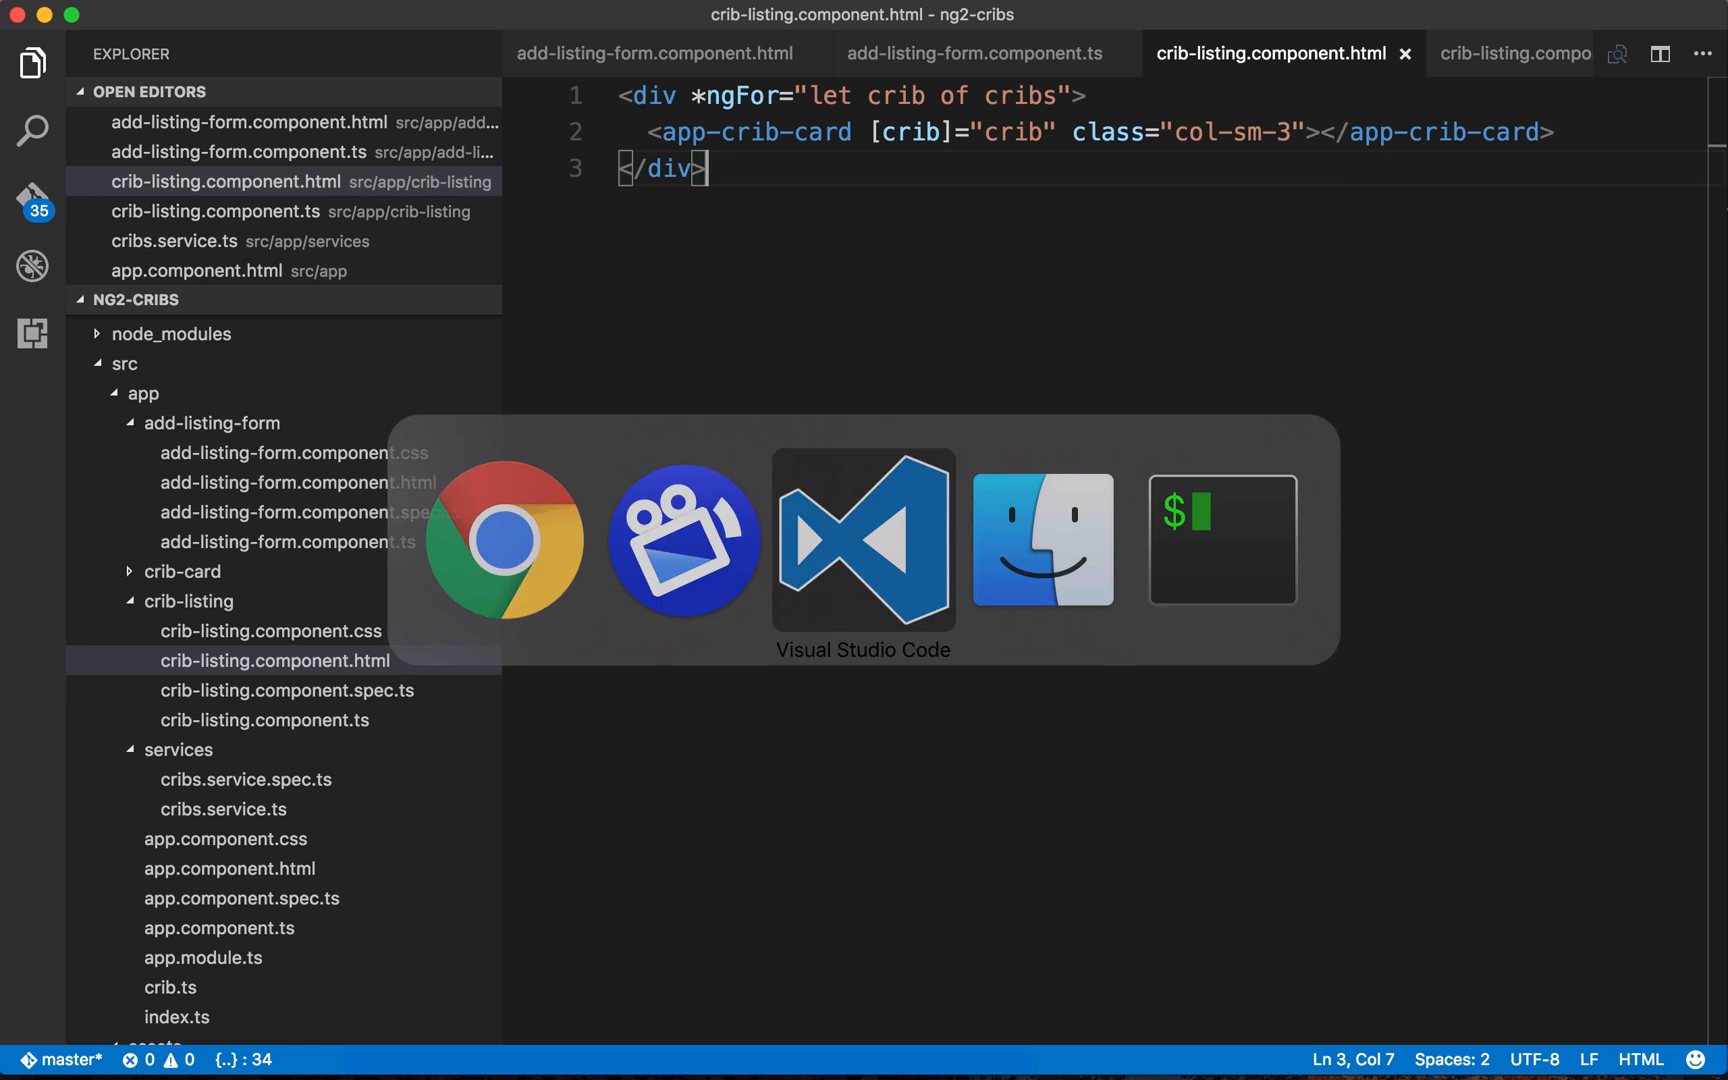 crib-listing.component.html - ng2-cribs
EXPLORER
add-listing-form.component.html
add-listing-form.component.ts
crib-listing.component.html ×
crib-listing.compo
OPEN EDITORS
add-listing-form.component.html src/app/add...
add-listing-form.component.ts src/app/add-li...
crib-listing.component.html src/app/crib-listing
crib-listing.component.ts src/app/crib-listing
cribs.service.ts src/app/services
app.component.html src/app
35
NG2-CRIBS
node_modules
src
app
add-listing-form
add-listing-form.component.css
add-listing-form.component.html
add-listing-form.component.spec
add-listing-form.component.ts
crib-card
crib-listing
crib-listing.component.css
crib-listing.component.html
crib-listing.component.spec.ts
crib-listing.component.ts
services
cribs.service.spec.ts
cribs.service.ts
app.component.css
app.component.html
app.component.spec.ts
app.component.ts
app.module.ts
crib.ts
index.ts
1 <div *ngFor="let crib of cribs">
2 <app-crib-card [crib]="crib" class="col-sm-3"></app-crib-card>
3 </div>
$
Visual Studio Code
master* 0 0 {..} : 34
Ln 3, Col 7 Spaces: 2 UTF-8 LF HTML